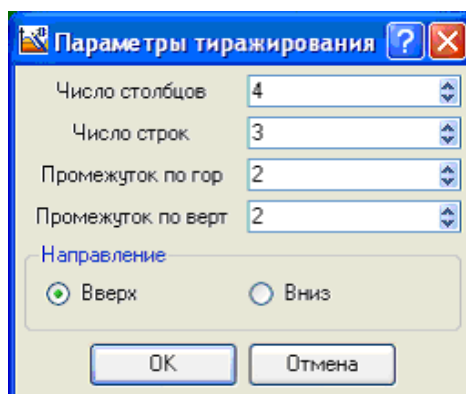 Параметры тиражирования
Число столбцов 4
Число строк 3
Промежуток по гор 2
Промежуток по верт 2
Направление
Вверх Вниз
OK Отмена